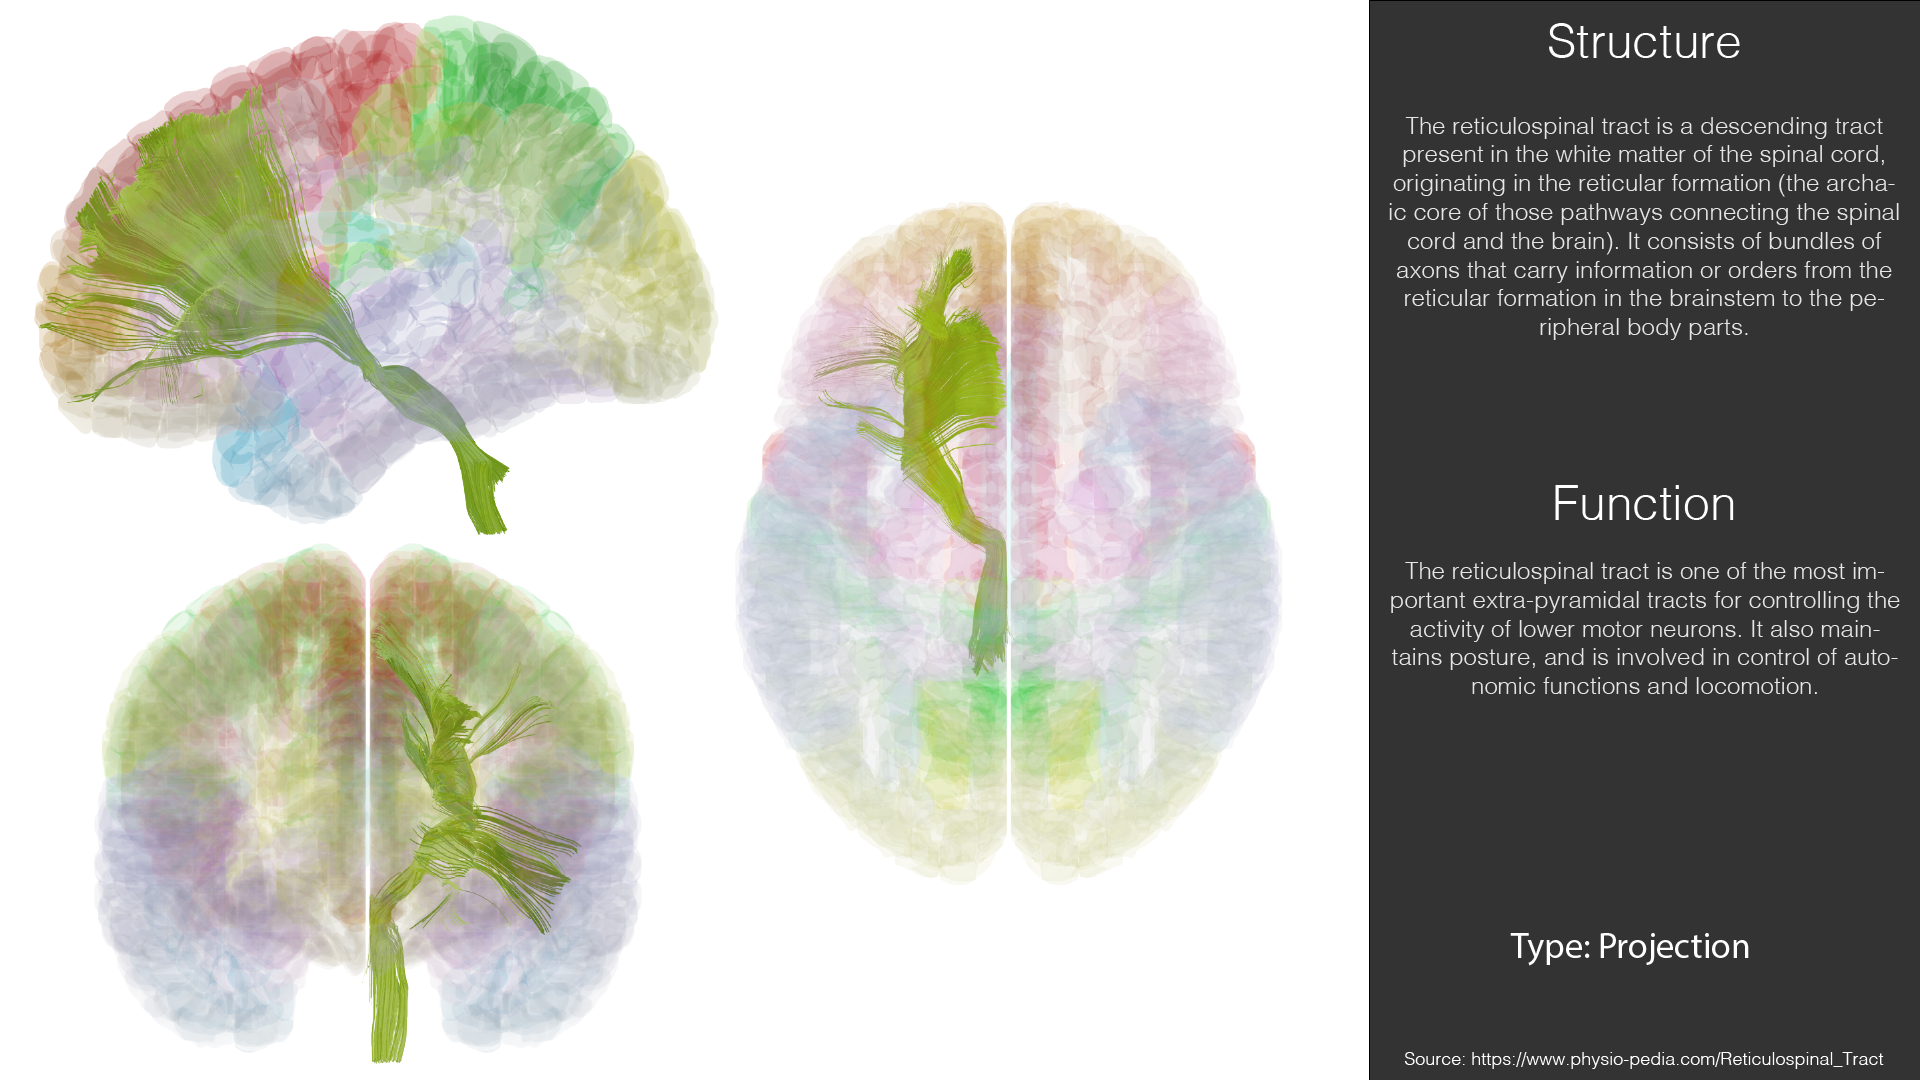 Structure
The reticulospinal tract is a descending tract
present in the white matter of the spinal cord,
originating in the reticular formation (the archa-
ic core of those pathways connecting the spinal
cord and the brain). It consists of bundles of
axons that carry information or orders from the
reticular formation in the brainstem to the pe-
ripheral body parts.
Function
The reticulospinal tract is one of the most im-
portant extra-pyramidal tracts for controlling the
activity of lower motor neurons. It also main-
tains posture, and is involved in control of auto-
nomic functions and locomotion.
Type: Projection
Source: https://www.physio-pedia.com/Reticulospinal_Tract